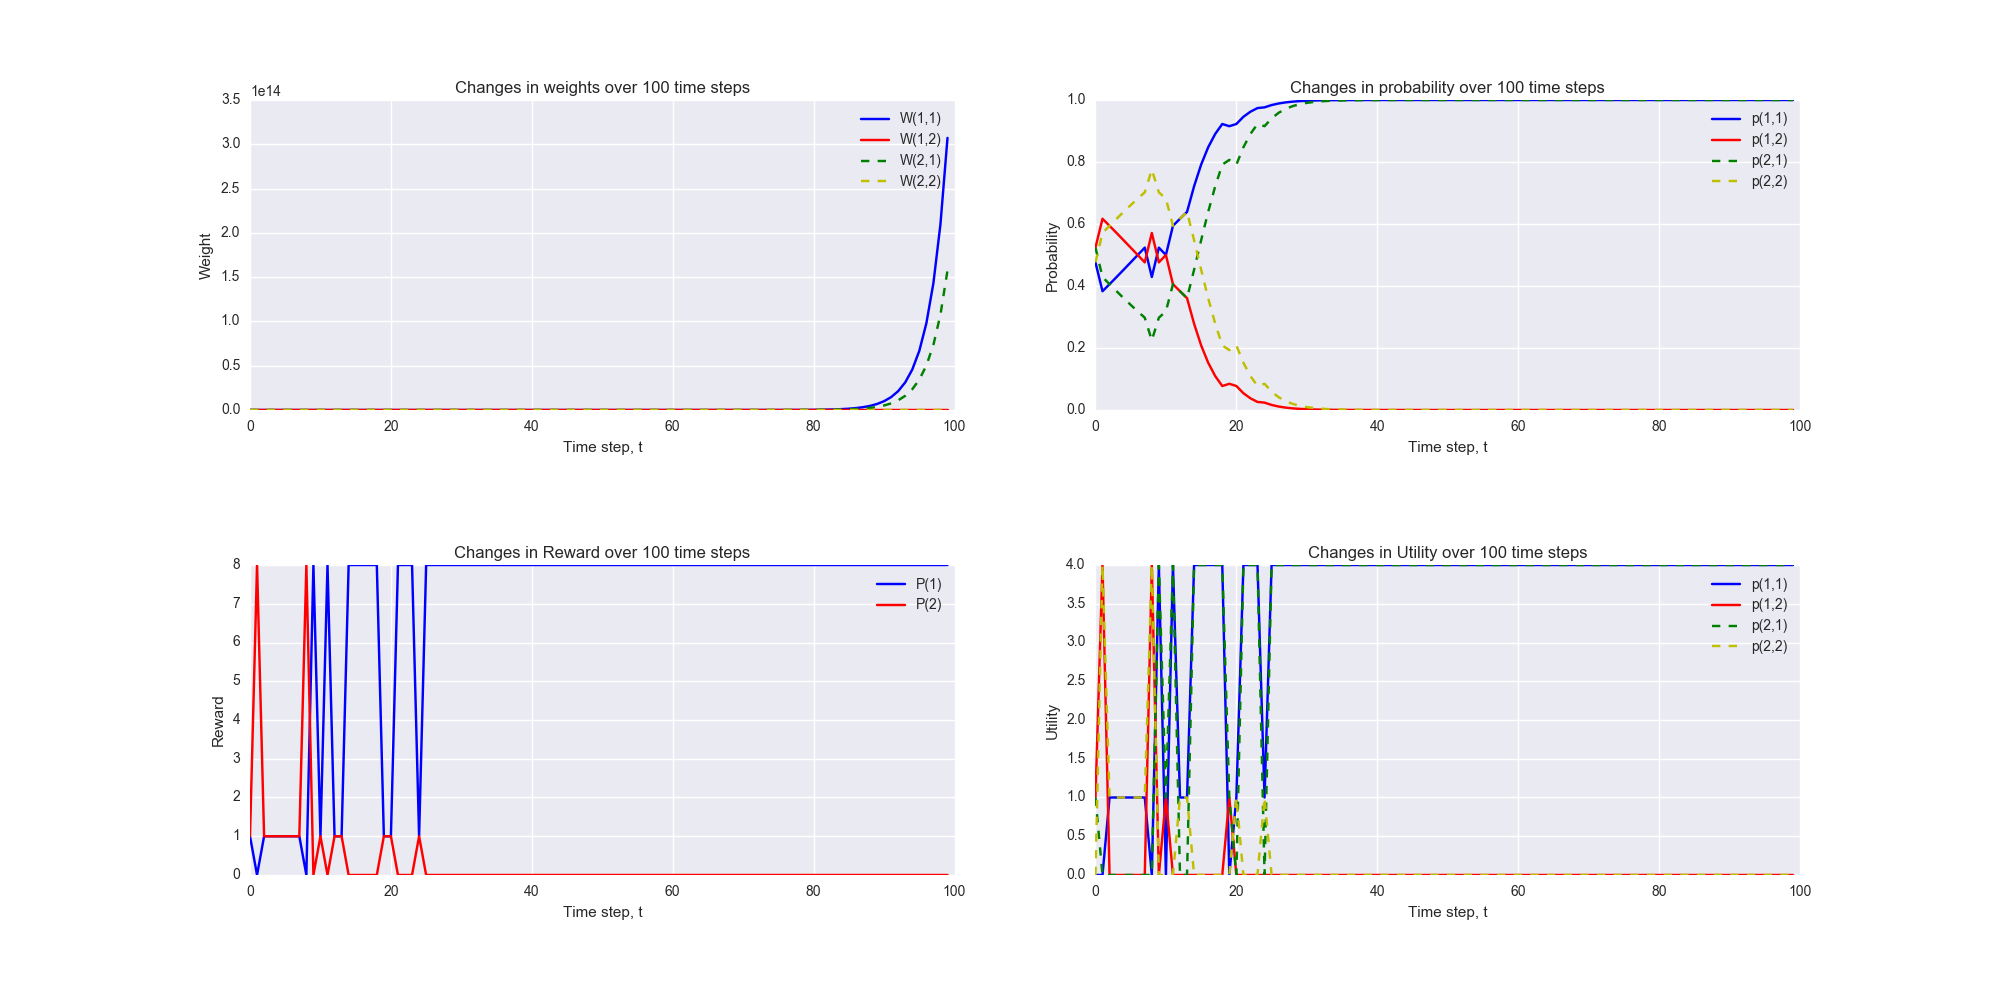 Changes in weights over 100 time steps
1e14
3.5
3.0
2.5
2.0
1.5
1.0
0.5
0.0
Weight
W(1,1)
W(1,2)
W(2,1)
W(2,2)
0 20 40 60 80 100
Time step, t
Changes in probability over 100 time steps
1.0
0.8
0.6
0.4
0.2
0.0
Probability
p(1,1)
p(1,2)
p(2,1)
p(2,2)
0 20 40 60 80 100
Time step, t
Changes in Reward over 100 time steps
8
7
6
5
4
3
2
1
0
Reward
P(1)
P(2)
0 20 40 60 80 100
Time step, t
Changes in Utility over 100 time steps
4.0
3.5
3.0
2.5
2.0
1.5
1.0
0.5
0.0
Utility
p(1,1)
p(1,2)
p(2,1)
p(2,2)
0 20 40 60 80 100
Time step, t